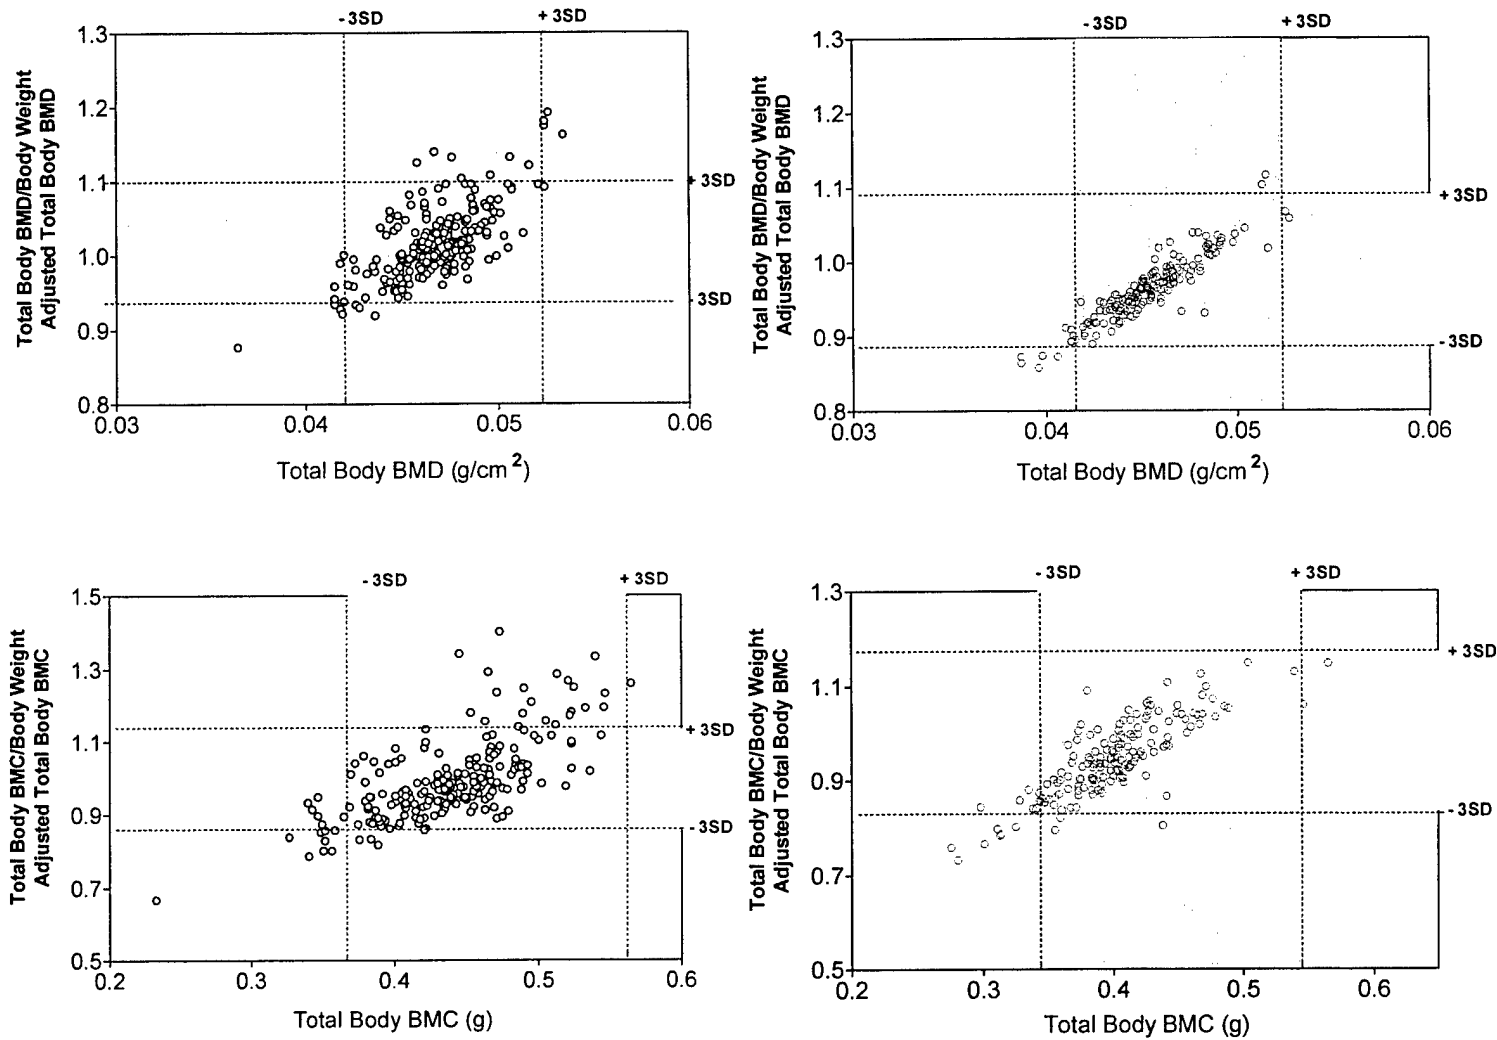 - 3SD
+ 3SD
1.3
1.2
1.1
1.0
0.9
0.8
+ 3SD
- 3SD
0.03
0.04
0.05
0.06
Total Body BMD/Body Weight
Adjusted Total Body BMD
Total Body BMD (g/cm2)
- 3SD
+ 3SD
1.3
1.2
1.1
1.0
0.9
0.8
+ 3SD
- 3SD
0.03
0.04
0.05
0.06
Total Body BMD/Body Weight
Adjusted Total Body BMD
Total Body BMD (g/cm2)
- 3SD
+ 3SD
1.5
1.3
1.1
0.9
0.7
0.5
+ 3SD
- 3SD
0.2
0.3
0.4
0.5
0.6
Total Body BMC/Body Weight
Adjusted Total Body BMC
Total Body BMC (g)
- 3SD
+ 3SD
1.3
1.1
0.9
0.7
0.5
+ 3SD
- 3SD
0.2
0.3
0.4
0.5
0.6
Total Body BMC/Body Weight
Adjusted Total Body BMC
Total Body BMC (g)